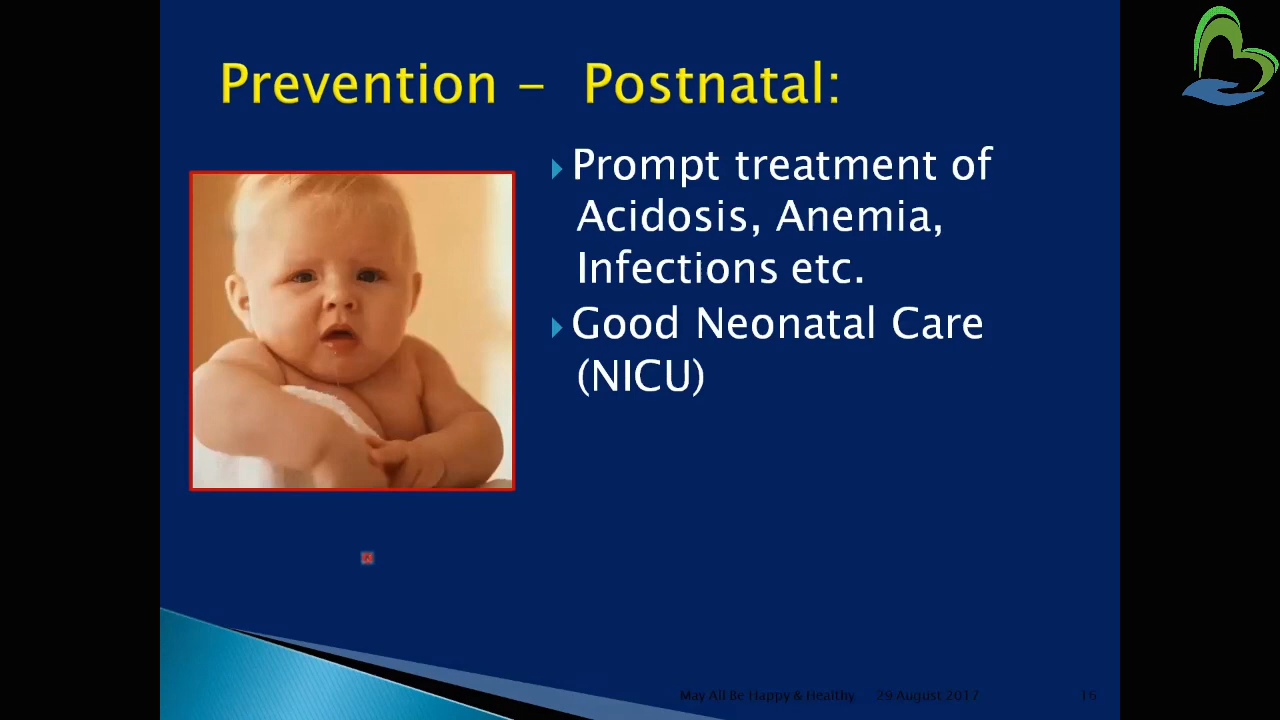 Prevention – Postnatal:
Prompt treatment of
Acidosis, Anemia,
Infections etc.
Good Neonatal Care
(NICU)
May All Be Happy & Healthy 29 August 2017 16